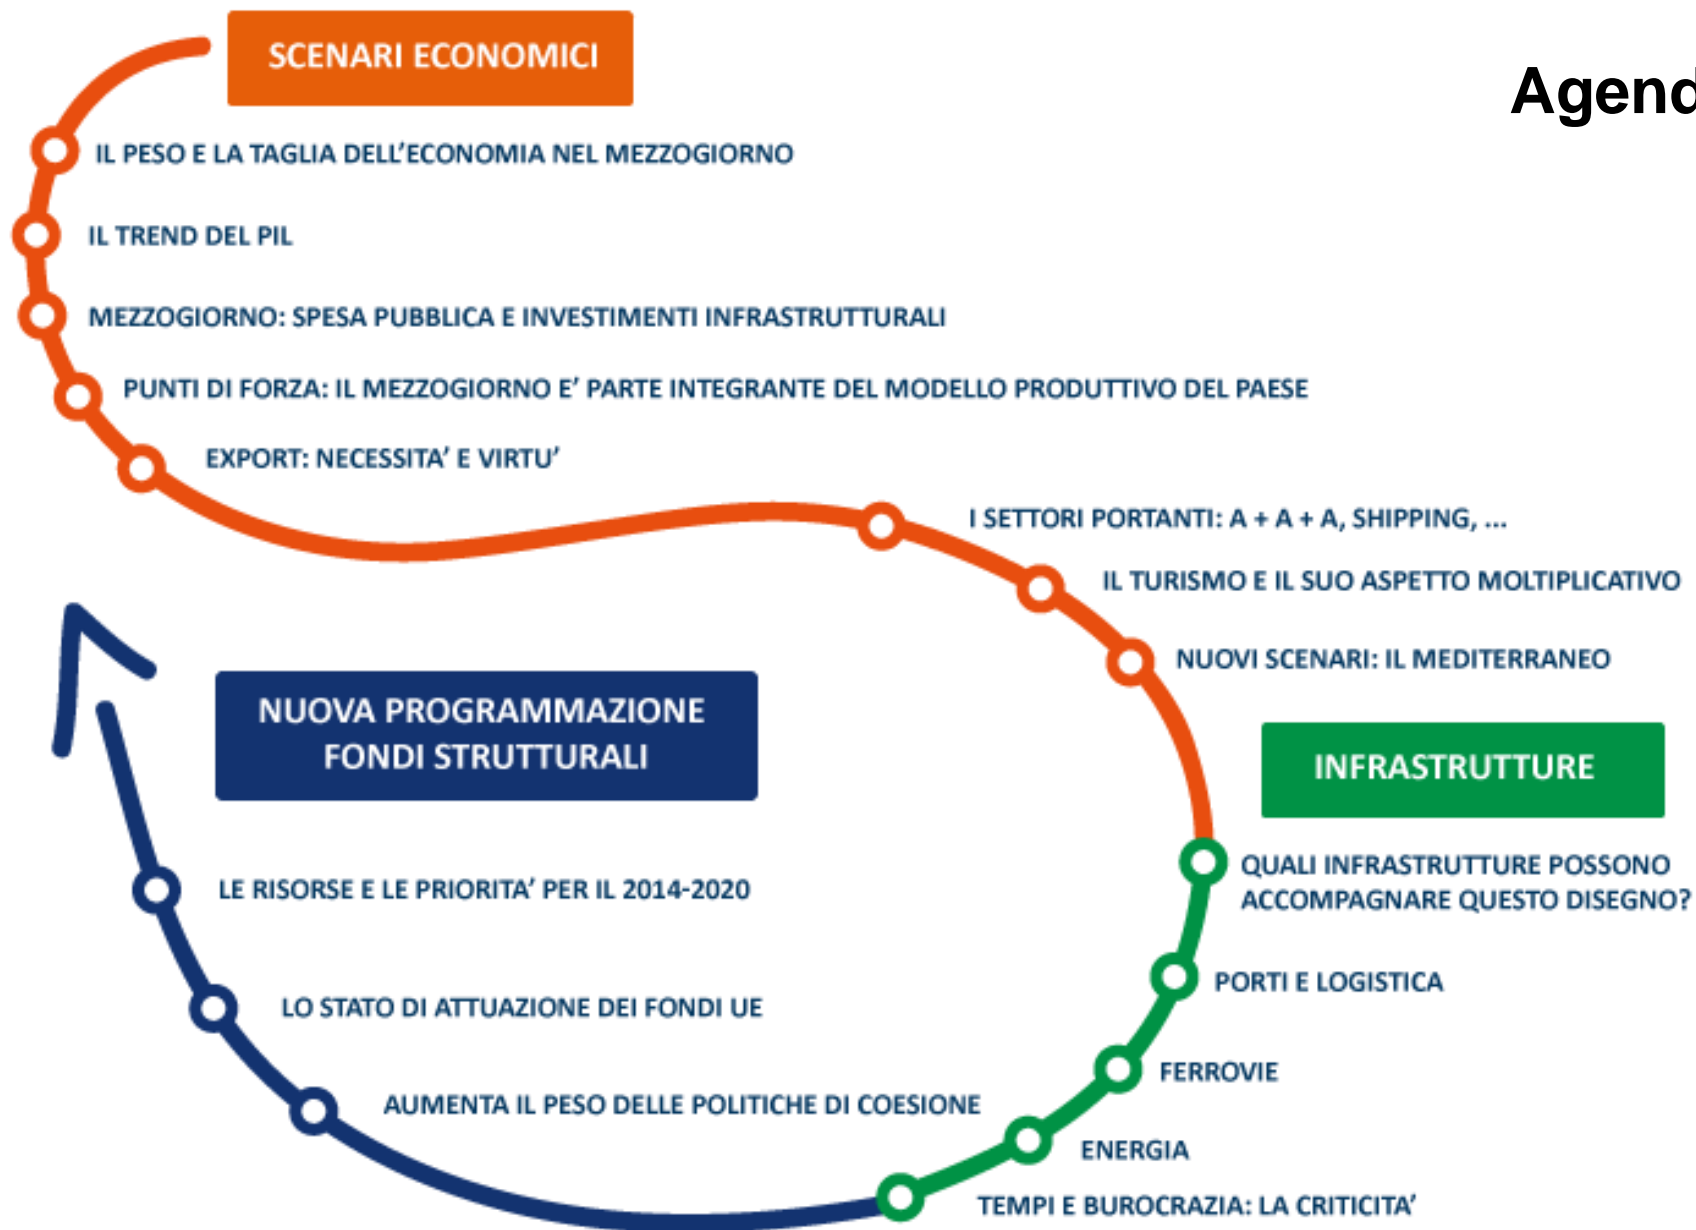 SCENARI ECONOMICI
Agend
IL PESO E LA TAGLIA DELL'ECONOMIA NEL MEZZOGIORNO
IL TREND DEL PIL
MEZZOGIORNO: SPESA PUBBLICA E INVESTIMENTI INFRASTRUTTURALI
PUNTI DI FORZA: IL MEZZOGIORNO E' PARTE INTEGRANTE DEL MODELLO PRODUTTIVO DEL PAESE
EXPORT: NECESSITA' E VIRTU'
I SETTORI PORTANTI: A + A + A, SHIPPING, ...
IL TURISMO E IL SUO ASPETTO MOLTIPLICATIVO
NUOVI SCENARI: IL MEDITERRANEO
INFRASTRUTTURE
QUALI INFRASTRUTTURE POSSONO
ACCOMPAGNARE QUESTO DISEGNO?
PORTI E LOGISTICA
FERROVIE
ENERGIA
TEMPI E BUROCRAZIA: LA CRITICITA'
NUOVA PROGRAMMAZIONE
FONDI STRUTTURALI
LE RISORSE E LE PRIORITA' PER IL 2014-2020
LO STATO DI ATTUAZIONE DEI FONDI UE
AUMENTA IL PESO DELLE POLITICHE DI COESIONE